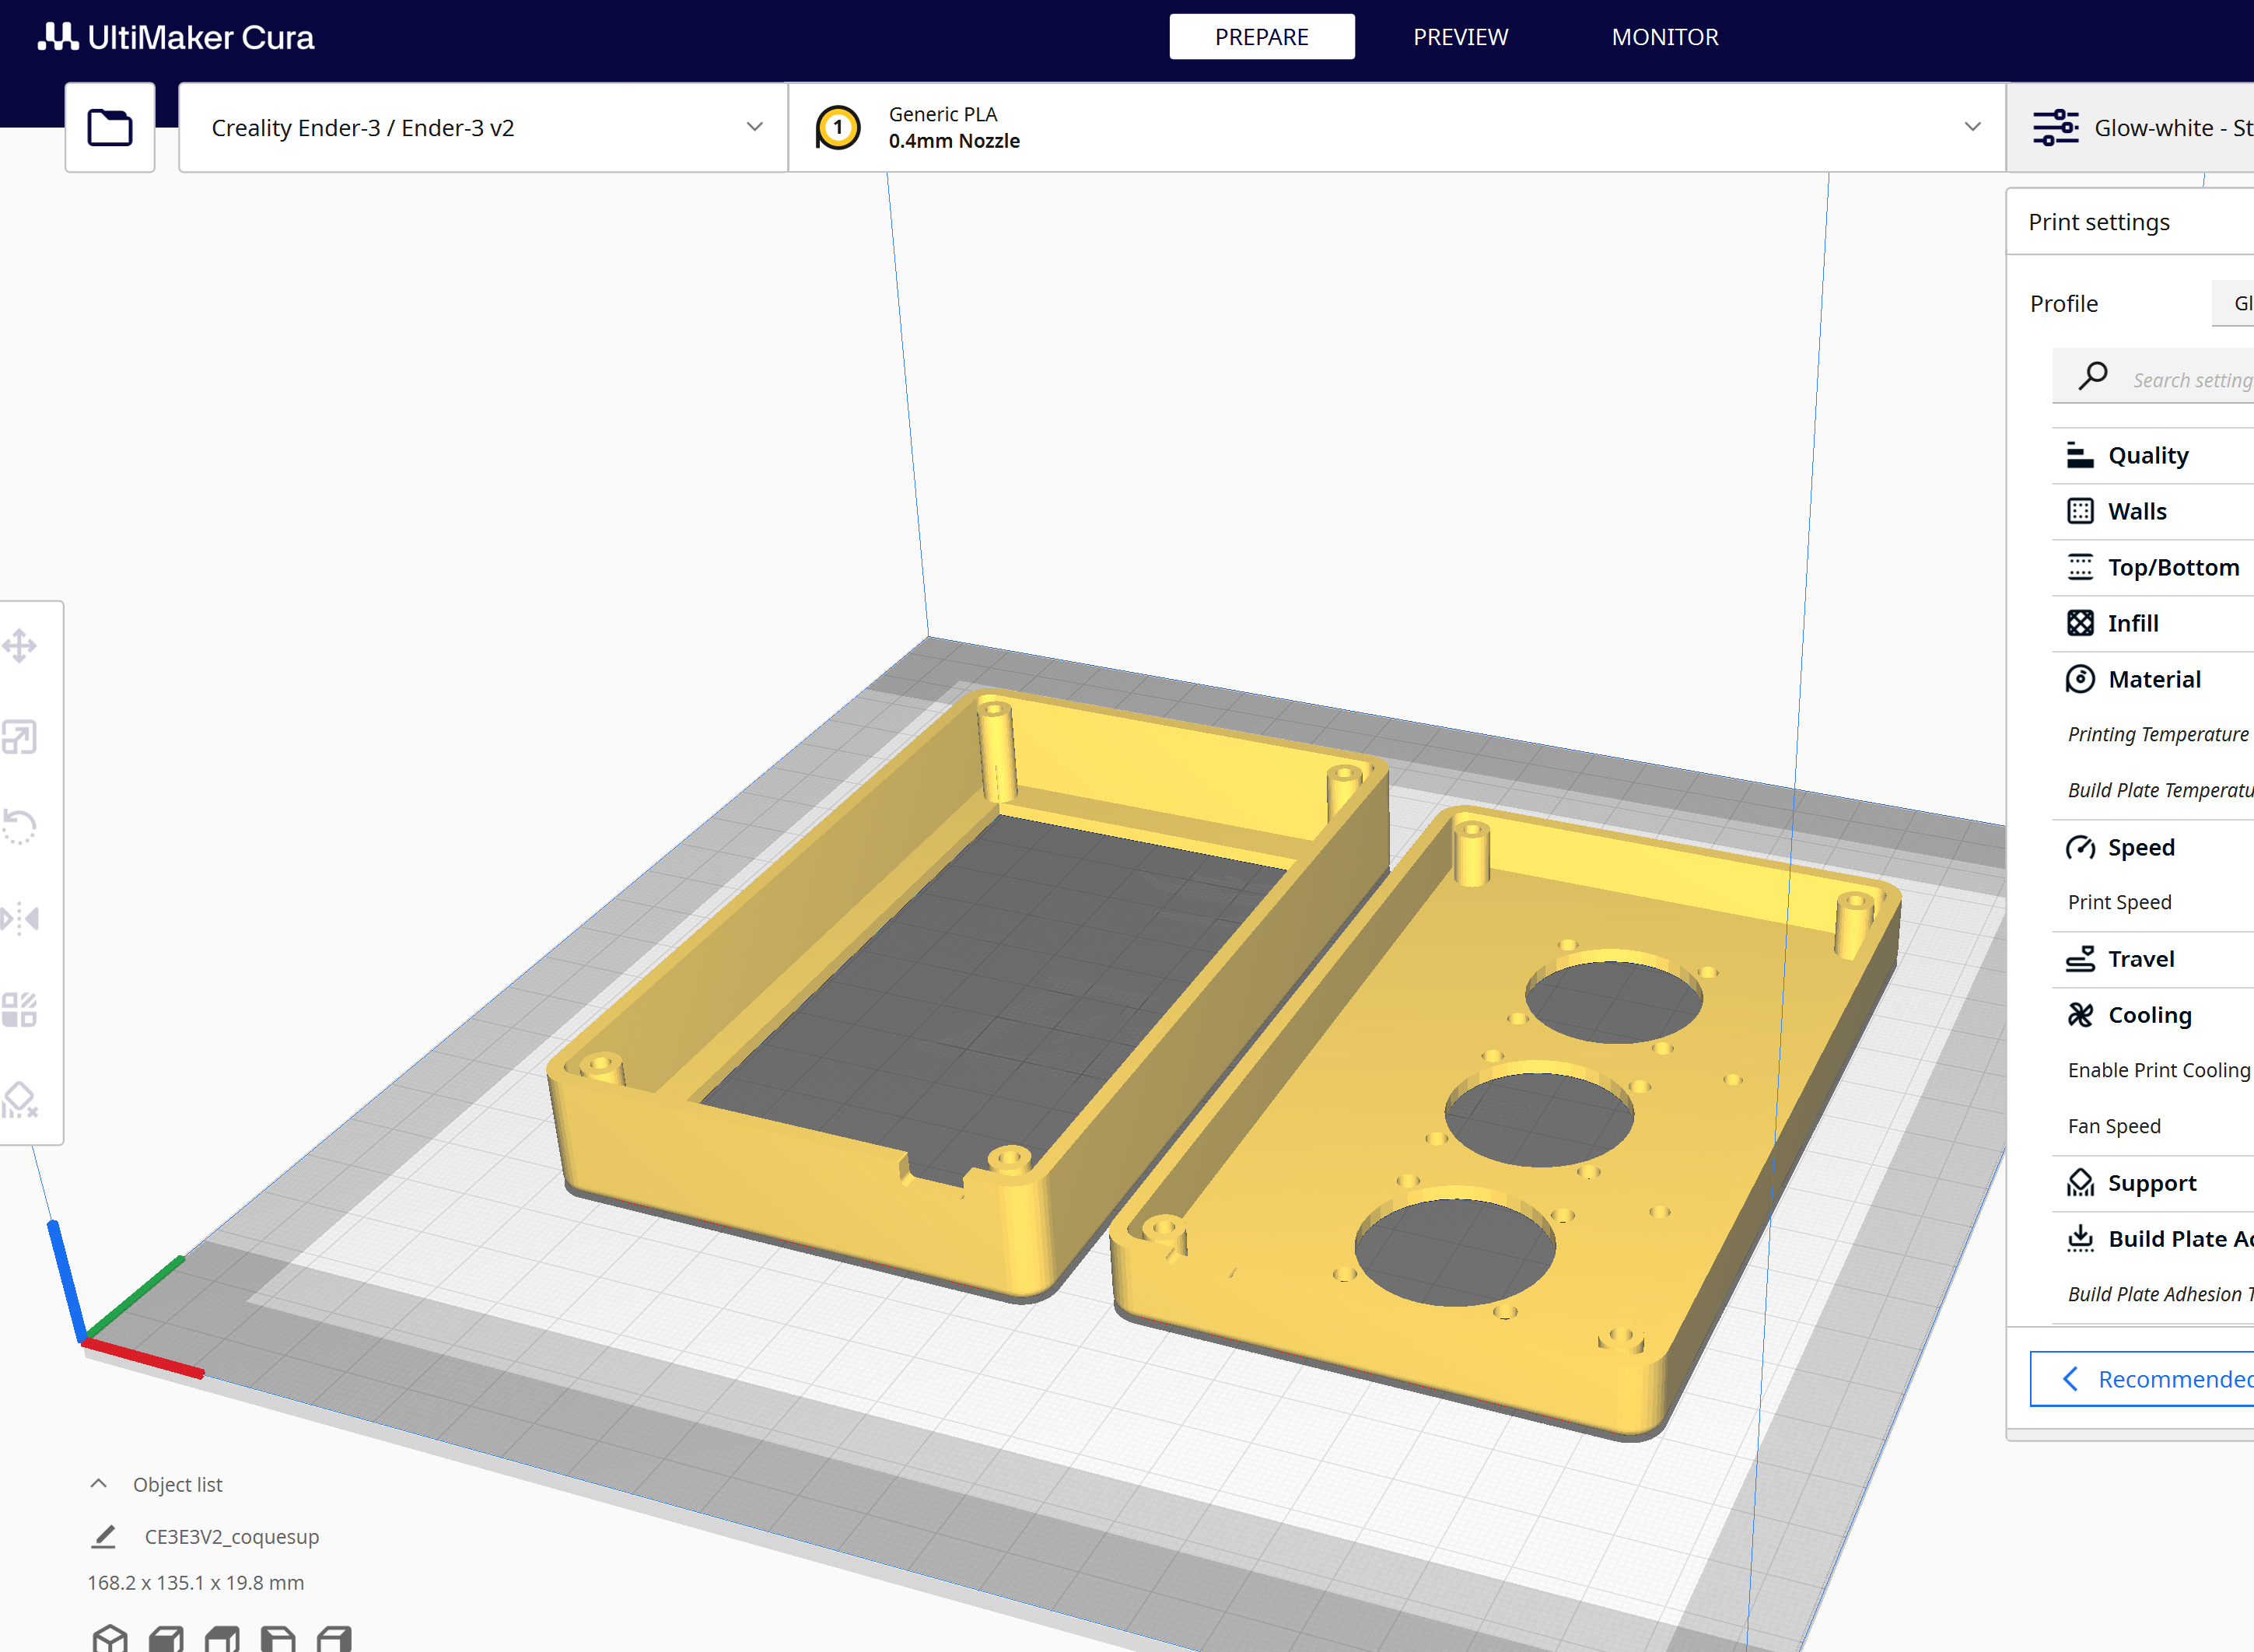 UltiMaker Cura
PREPARE
PREVIEW
MONITOR
Creality Ender-3 / Ender-3 v2
1
Generic PLA
0.4mm Nozzle
Glow-white - St
Print settings
Profile
Gl
Search setting
Quality
Walls
Top/Bottom
Infill
Material
Printing Temperature
Build Plate Temperatu
Speed
Print Speed
Travel
Cooling
Enable Print Cooling
Fan Speed
Support
Build Plate Ad
Build Plate Adhesion T
Recommended
Object list
CE3E3V2_coquesup
168.2 x 135.1 x 19.8 mm